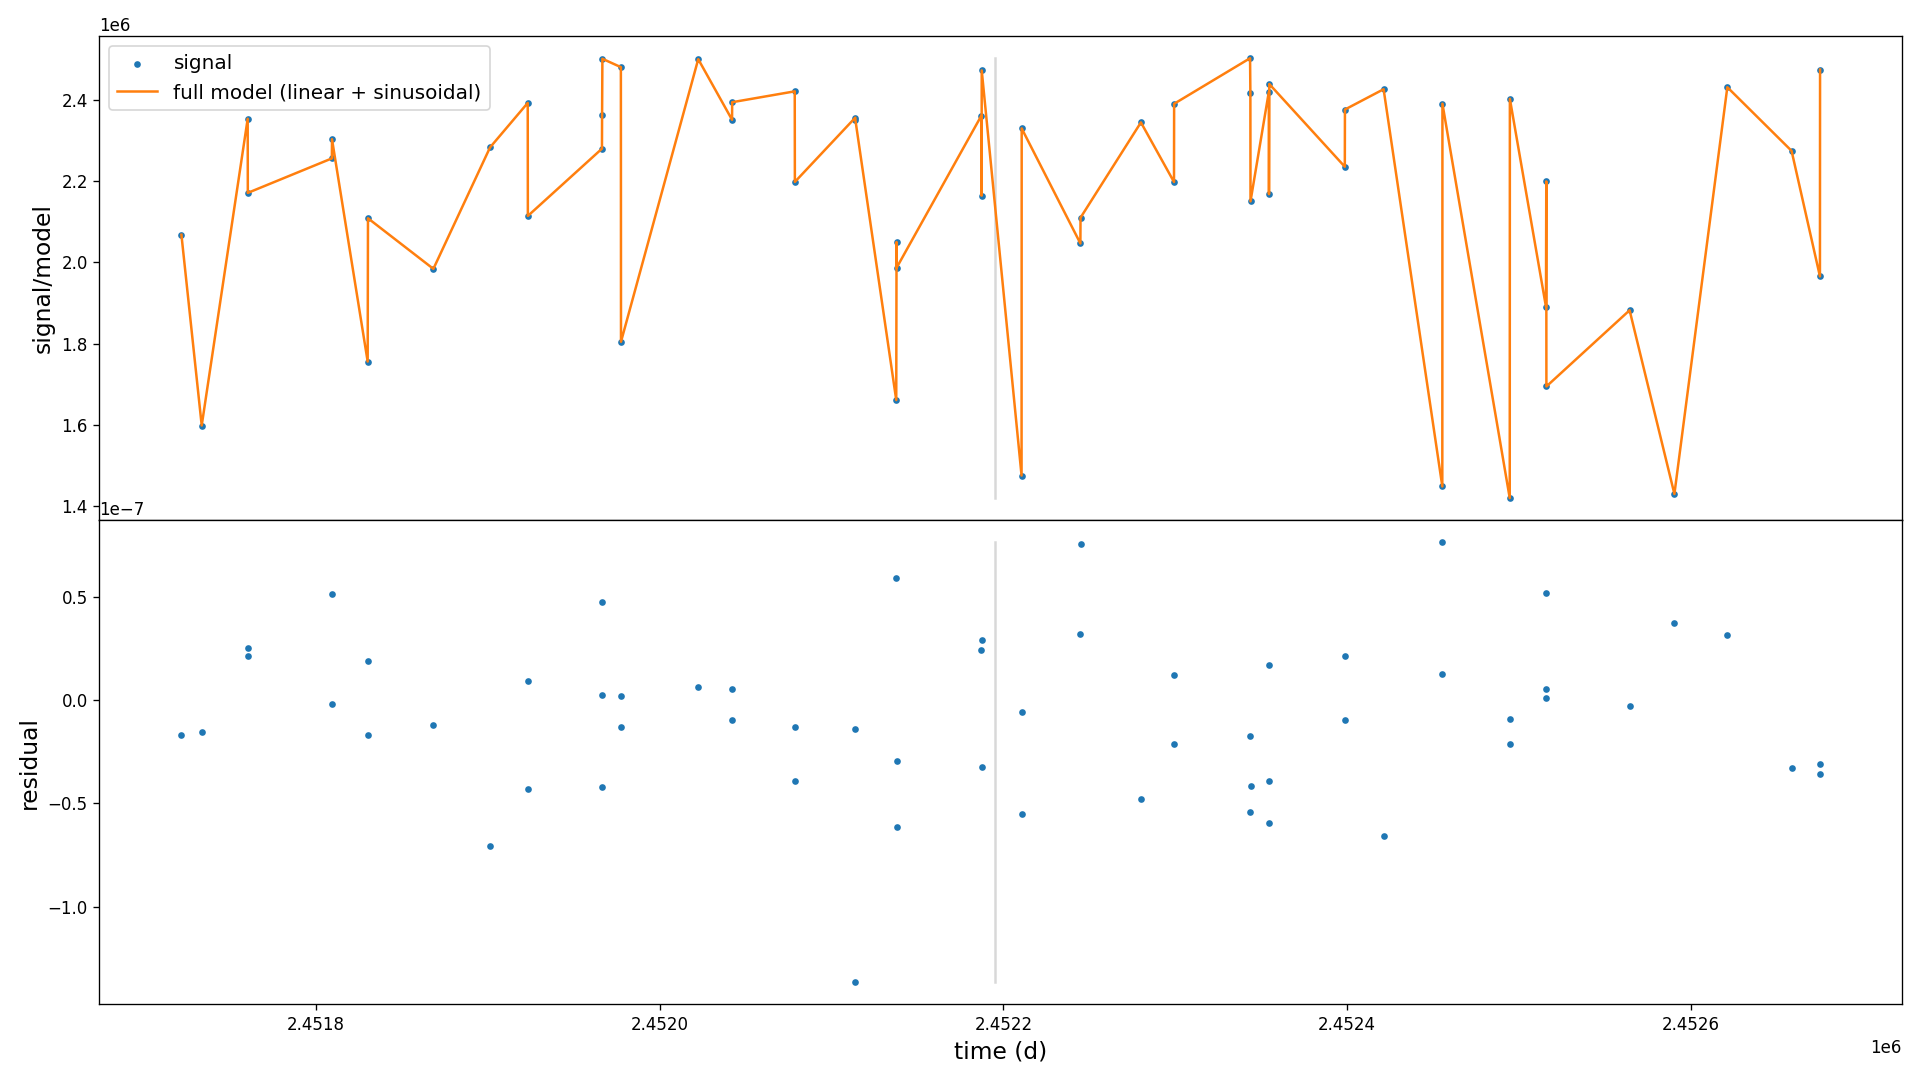 1e6
signal
full model (linear + sinusoidal)
2.4
2.2
2.0
1.8
1.6
1.4
signal/model
1e−7
0.5
0.0
−0.5
−1.0
residual
2.4518
2.4520
2.4522
2.4524
2.4526
time (d)
1e6